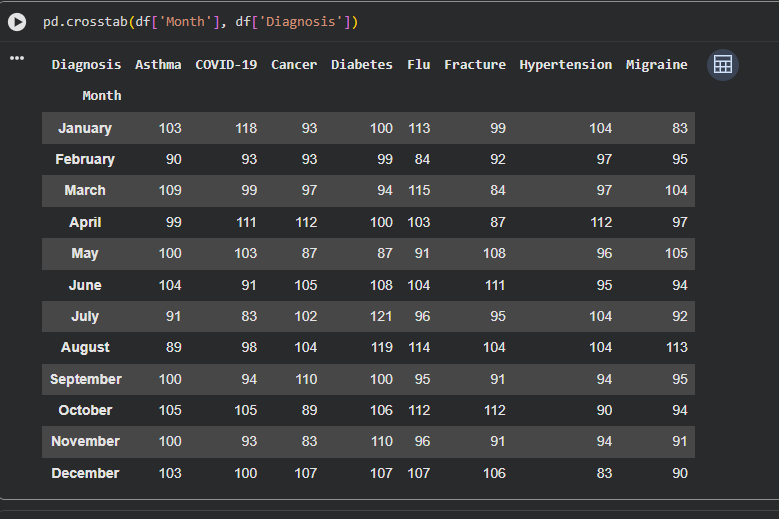 pd.crosstab(df['Month'], df['Diagnosis'])
Diagnosis Asthma COVID-19 Cancer Diabetes Flu Fracture Hypertension Migraine
Month
January 103 118 93 100 113 99 104 83
February 90 93 93 99 84 92 97 95
March 109 99 97 94 115 84 97 104
April 99 111 112 100 103 87 112 97
May 100 103 87 87 91 108 96 105
June 104 91 105 108 104 111 95 94
July 91 83 102 121 96 95 104 92
August 89 98 104 119 114 104 104 113
September 100 94 110 100 95 91 94 95
October 105 105 89 106 112 112 90 94
November 100 93 83 110 96 91 94 91
December 103 100 107 107 107 106 83 90